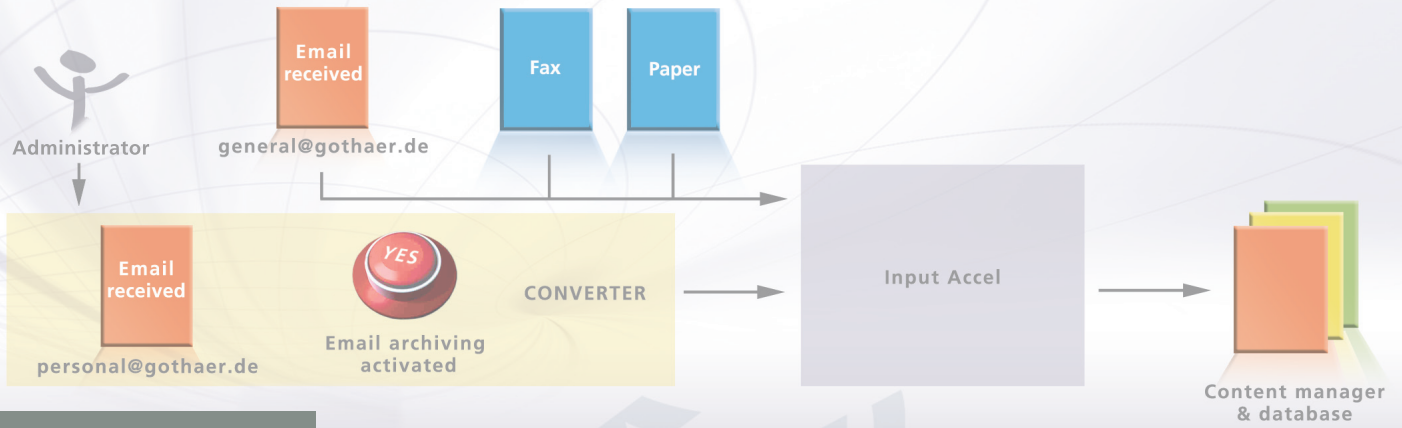 Email
received
Fax
Paper
Administrator
general@gothaer.de
Email
received
YES
CONVERTER
Input Accel
Email archiving
activated
personal@gothaer.de
Content manager
& database